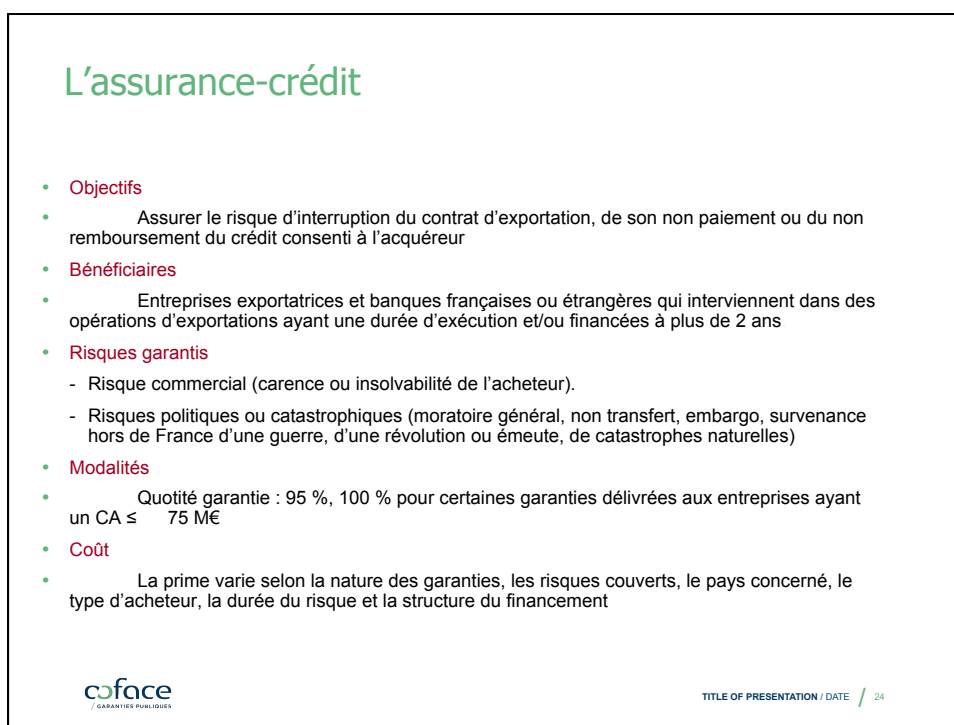 L’assurance-crédit
• Objectifs
• Assurer le risque d’interruption du contrat d’exportation, de son non paiement ou du non
remboursement du crédit consenti à l’acquéreur
• Bénéficiaires
• Entreprises exportatrices et banques françaises ou étrangères qui interviennent dans des
opérations d’exportations ayant une durée d’exécution et/ou financées à plus de 2 ans
• Risques garantis
- Risque commercial (carence ou insolvabilité de l’acheteur).
- Risques politiques ou catastrophiques (moratoire général, non transfert, embargo, survenance
hors de France d’une guerre, d’une révolution ou émeute, de catastrophes naturelles)
• Modalités
• Quotité garantie : 95 %, 100 % pour certaines garanties délivrées aux entreprises ayant
un CA ≤ 75 M€
• Coût
• La prime varie selon la nature des garanties, les risques couverts, le pays concerné, le
type d’acheteur, la durée du risque et la structure du financement
coface
/ GARANTIES PUBLIQUES
TITLE OF PRESENTATION / DATE / 24